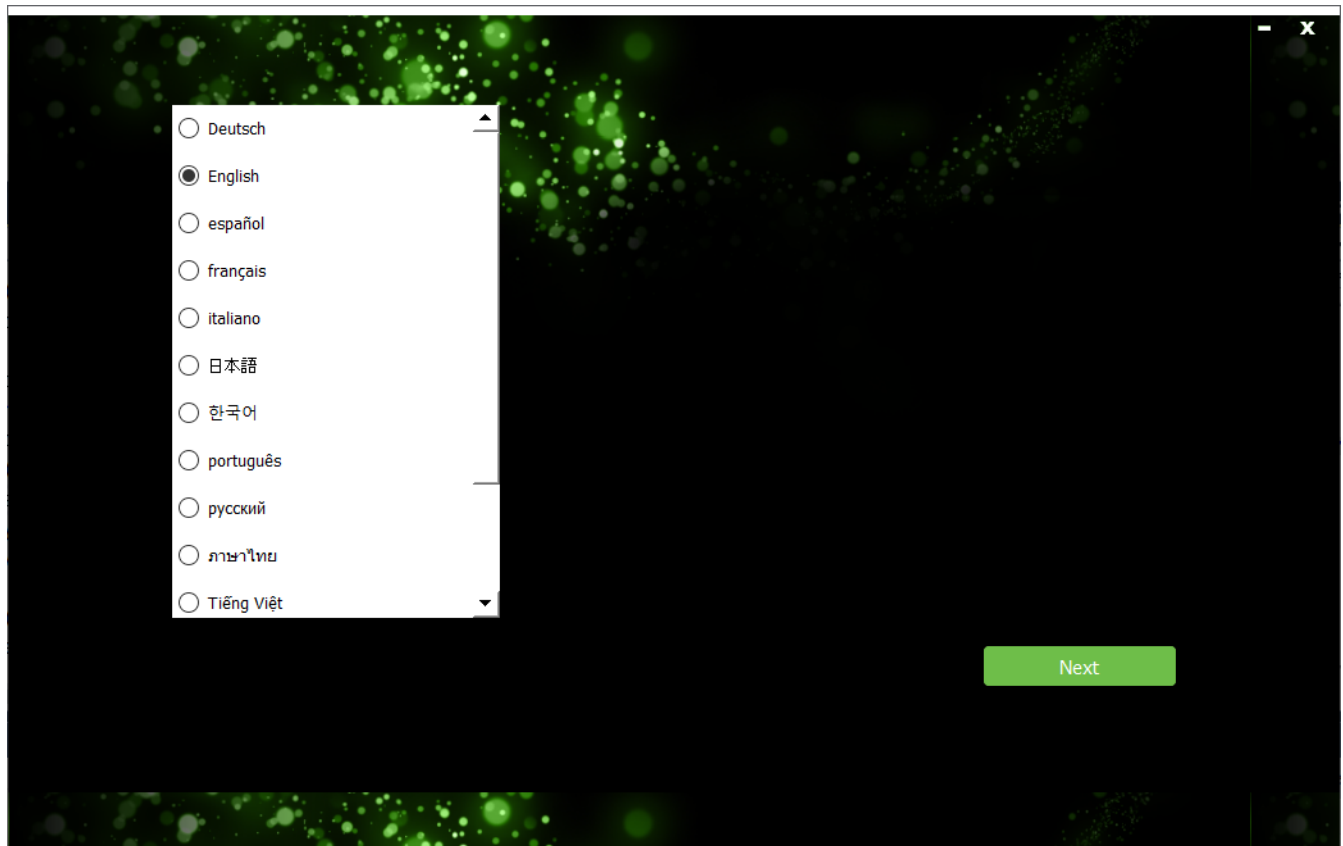 Deutsch
English
español
français
italiano
日本語
한국어
português
русский
ภาษาไทย
Tiếng Việt
Next